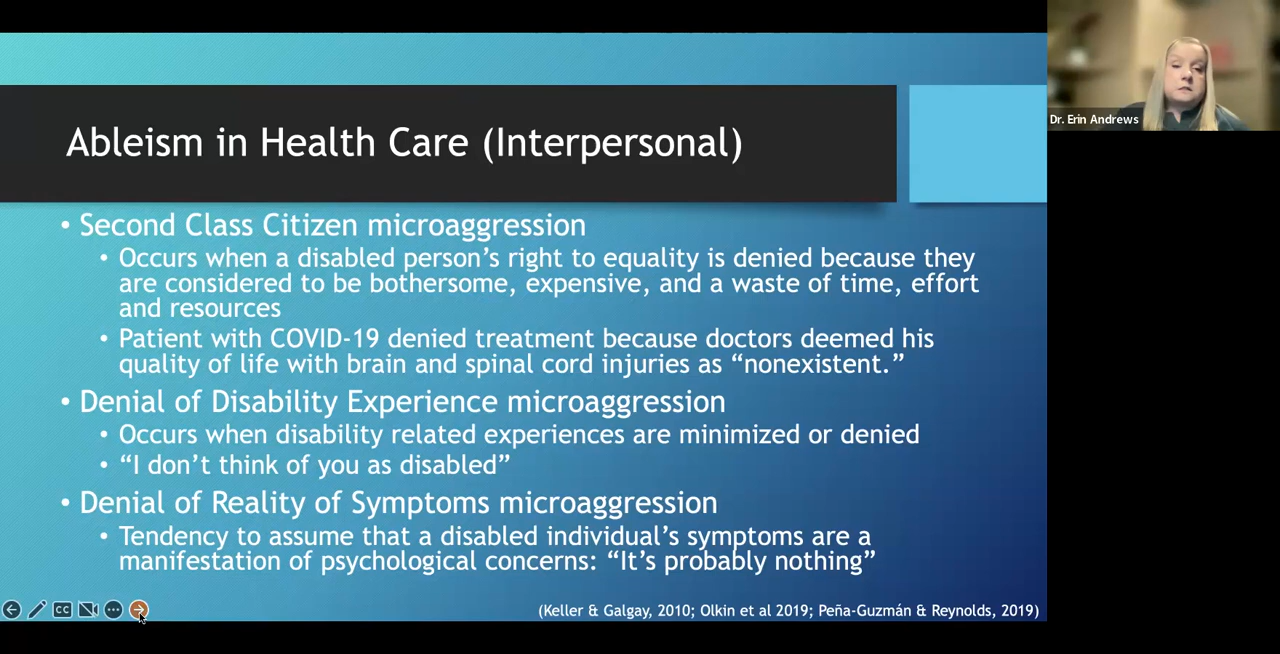 Ableism in Health Care (Interpersonal)
• Second Class Citizen microaggression
• Occurs when a disabled person’s right to equality is denied because they
are considered to be bothersome, expensive, and a waste of time, effort
and resources
• Patient with COVID-19 denied treatment because doctors deemed his
quality of life with brain and spinal cord injuries as “nonexistent.”
• Denial of Disability Experience microaggression
• Occurs when disability related experiences are minimized or denied
• “I don’t think of you as disabled”
• Denial of Reality of Symptoms microaggression
• Tendency to assume that a disabled individual’s symptoms are a
manifestation of psychological concerns: “It’s probably nothing”
CC
(Keller & Galgay, 2010; Olkin et al 2019; Peña-Guzmán & Reynolds, 2019)
Dr. Erin Andrews